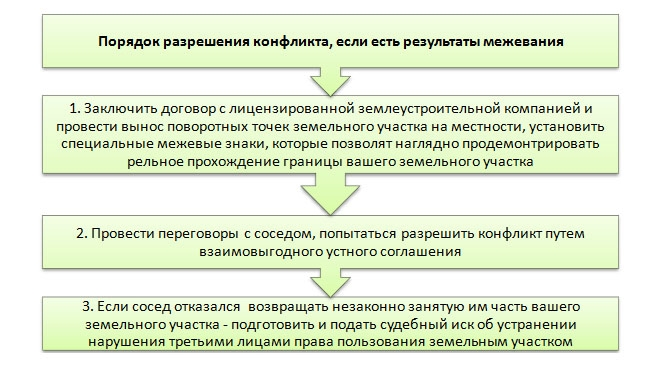 Порядок разрешения конфликта, если есть результаты межевания
1. Заключить договор с лицензированной землеустроительной компанией и
провести вынос поворотных точек земельного участка на местности, установить
специальные межевые знаки, которые позволят наглядно продемонтрировать
рельное прохождение границы вашего земельного участка
2. Провести переговоры с соседом, попытаться разрешить конфликт путем
взаимовыгодного устного соглашения
3. Если сосед отказался возвращать незаконно занятую им часть вашего
земельного участка - подготовить и подать судебный иск об устранении
нарушения третьими лицами права пользования земельным участком